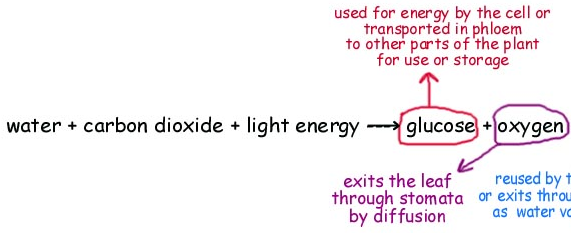 used for energy by the cell or
transported in phloem
to other parts of the plant
for use or storage
water + carbon dioxide + light energy → glucose + oxygen
exits the leaf
through stomata
by diffusion
reused by
or exits
as water